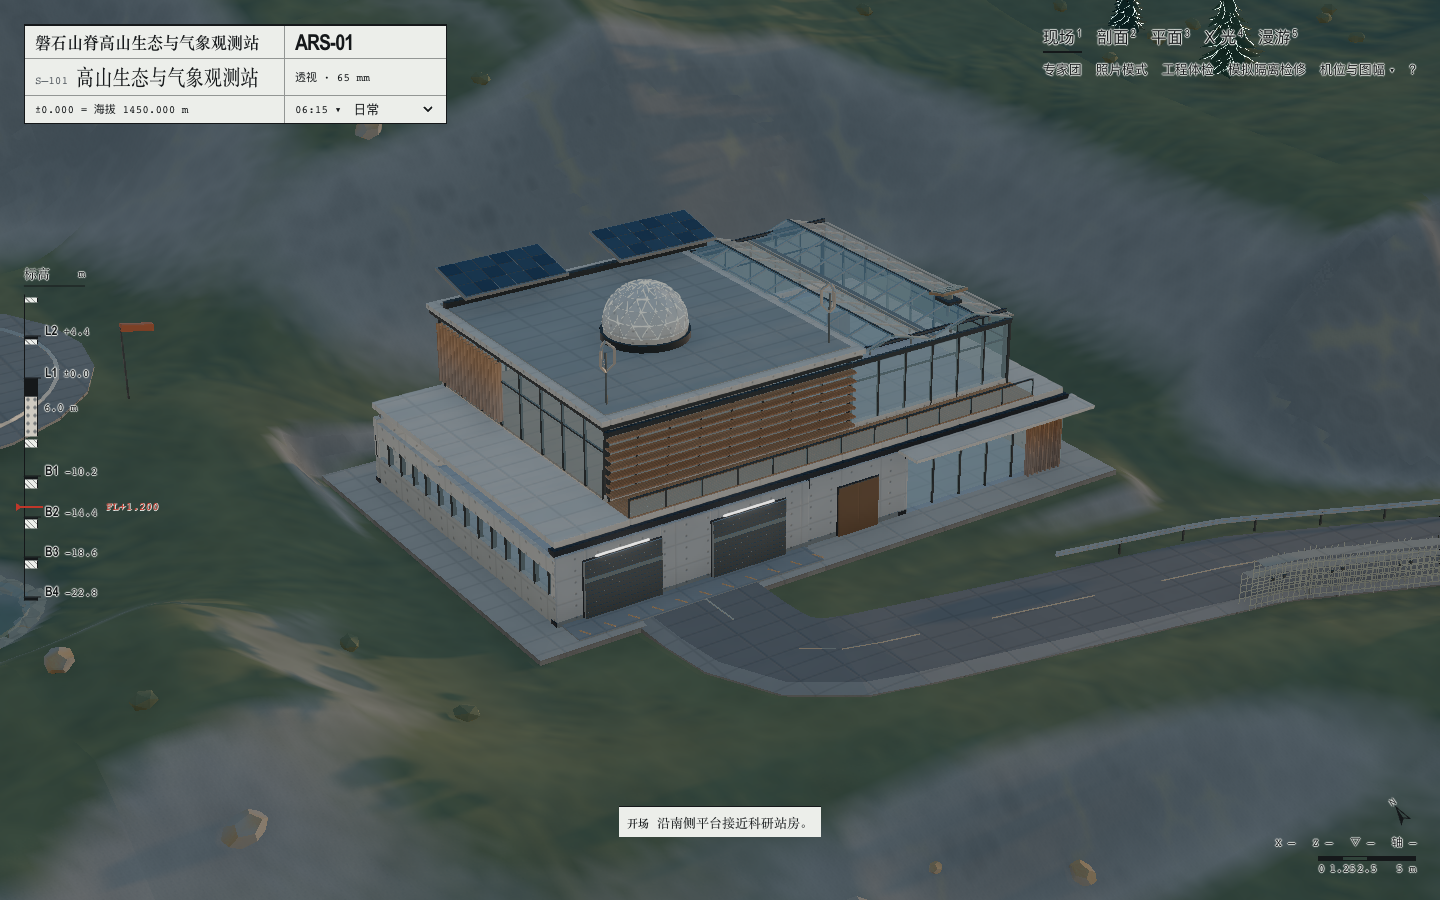 磐石山脊高山生态与气象观测站
ARS-01
S-101 高山生态与气象观测站
透视 · 65 mm
±0.000 = 海拔 1450.000 m
06:15 ▾ 日常
现场1 剖面2 平面3 X光4 漫游5
专家团 照片模式 工程体检 模拟隔离检修 机位与图幅 ▾ ?
标高 m
L2 +4.4
L1 ±0.0
6.0 m
B1 -10.2
B2 -14.4
FL+1.200
B3 -18.6
B4 -22.8
开场 沿南侧平台接近科研站房。
N
X — Z — ▽ — 轴 —
0 1.25 2.5 5 m